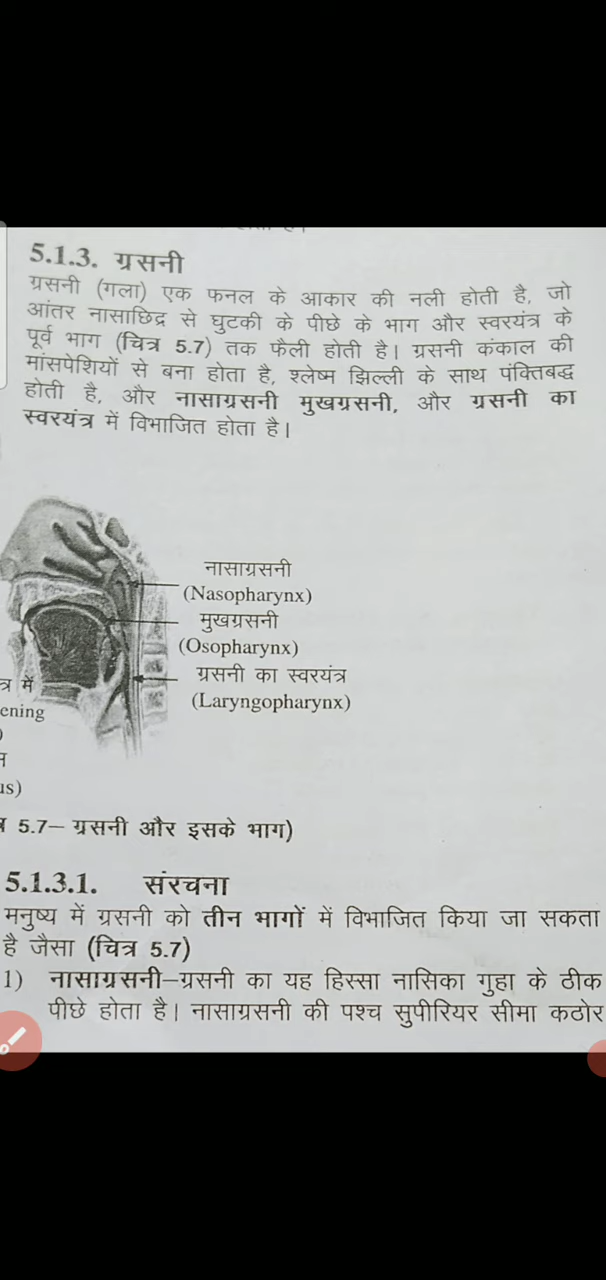 5.1.3. ग्रसनी
ग्रसनी (गला) एक फनल के आकार की नली होती है, जो
आंतर नासाछिद्र से घुटकी के पीछे के भाग और स्वरयंत्र के
पूर्व भाग (चित्र 5.7) तक फैली होती है। ग्रसनी कंकाल की
मांसपेशियों से बना होता है, श्लेष्म झिल्ली के साथ पंक्तिबद्ध
होती है, और नासाग्रसनी मुखग्रसनी, और ग्रसनी का
स्वरयंत्र में विभाजित होता है।
नासाग्रसनी
(Nasopharynx)
मुखग्रसनी
(Osopharynx)
ग्रसनी का स्वरयंत्र
(Laryngopharynx)
त्र में
ening
)
us)
5.7– ग्रसनी और इसके भाग)
5.1.3.1. संरचना
मनुष्य में ग्रसनी को तीन भागों में विभाजित किया जा सकता
है जैसा (चित्र 5.7)
1) नासाग्रसनी–ग्रसनी का यह हिस्सा नासिका गुहा के ठीक
पीछे होता है। नासाग्रसनी की पश्च सुपीरियर सीमा कठोर